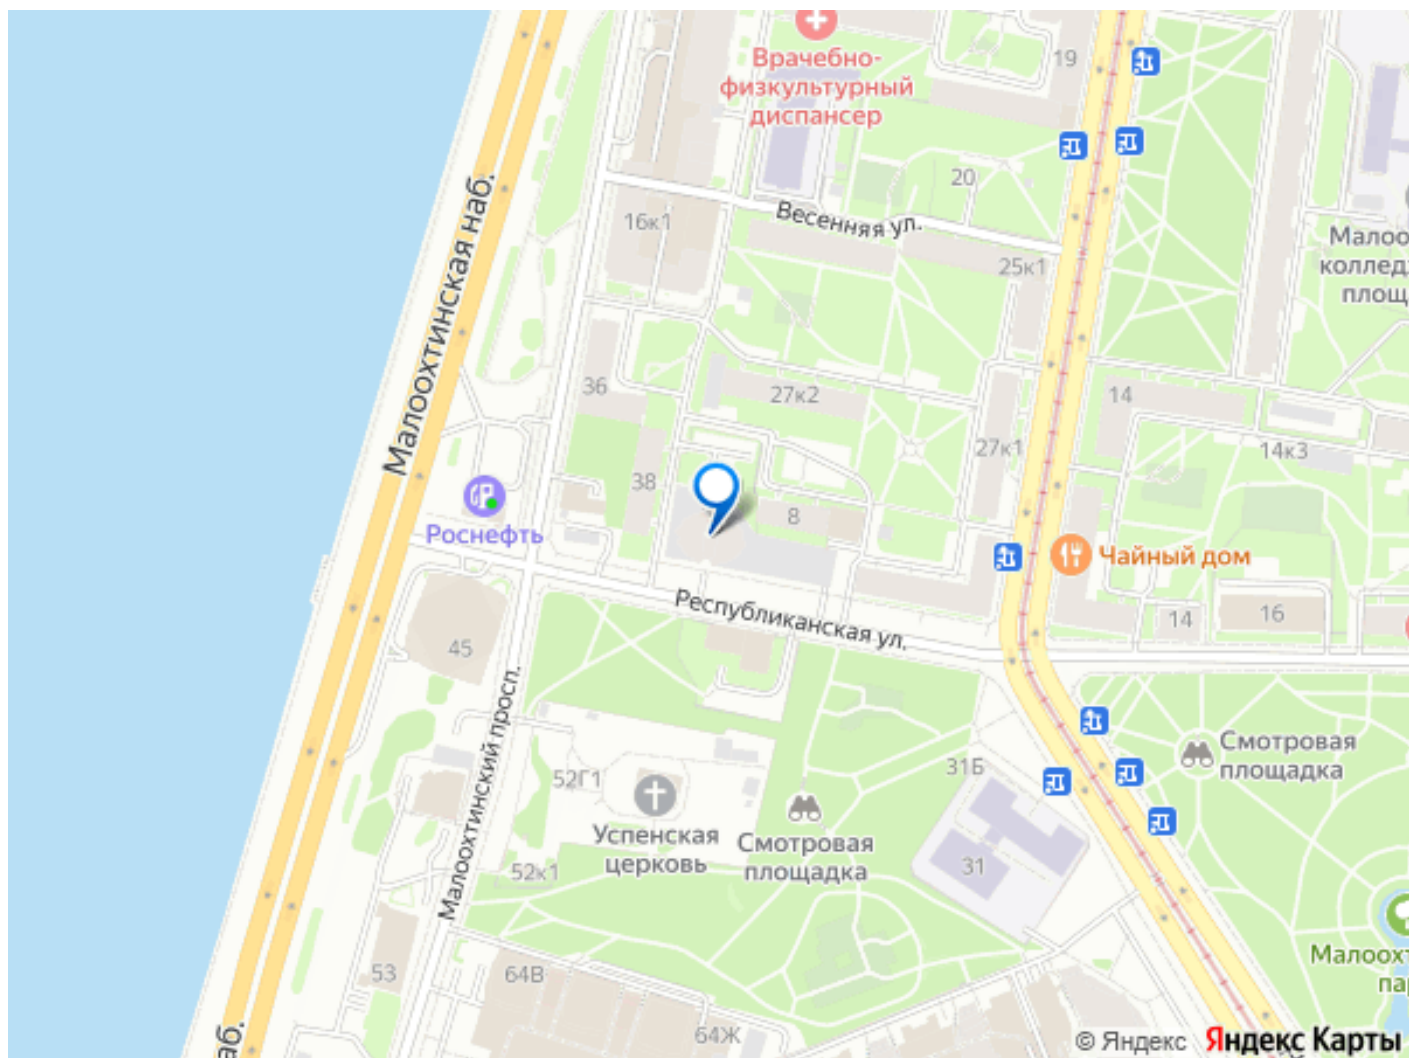 Врачебно-
физкультурный
диспансер
19
20
Весенняя ул.
16к1
25к1
Малоохтинская наб.
36
27к2
14
27к1
14к3
38
8
Роснефть
Чайный дом
Республиканская ул.
14
16
45
Малоохтинский просп.
31Б
Смотровая
площадка
52Г1
Успенская
церковь
Смотровая
площадка
52к1
31
53
64В
64Ж
© Яндекс Яндекс Карты